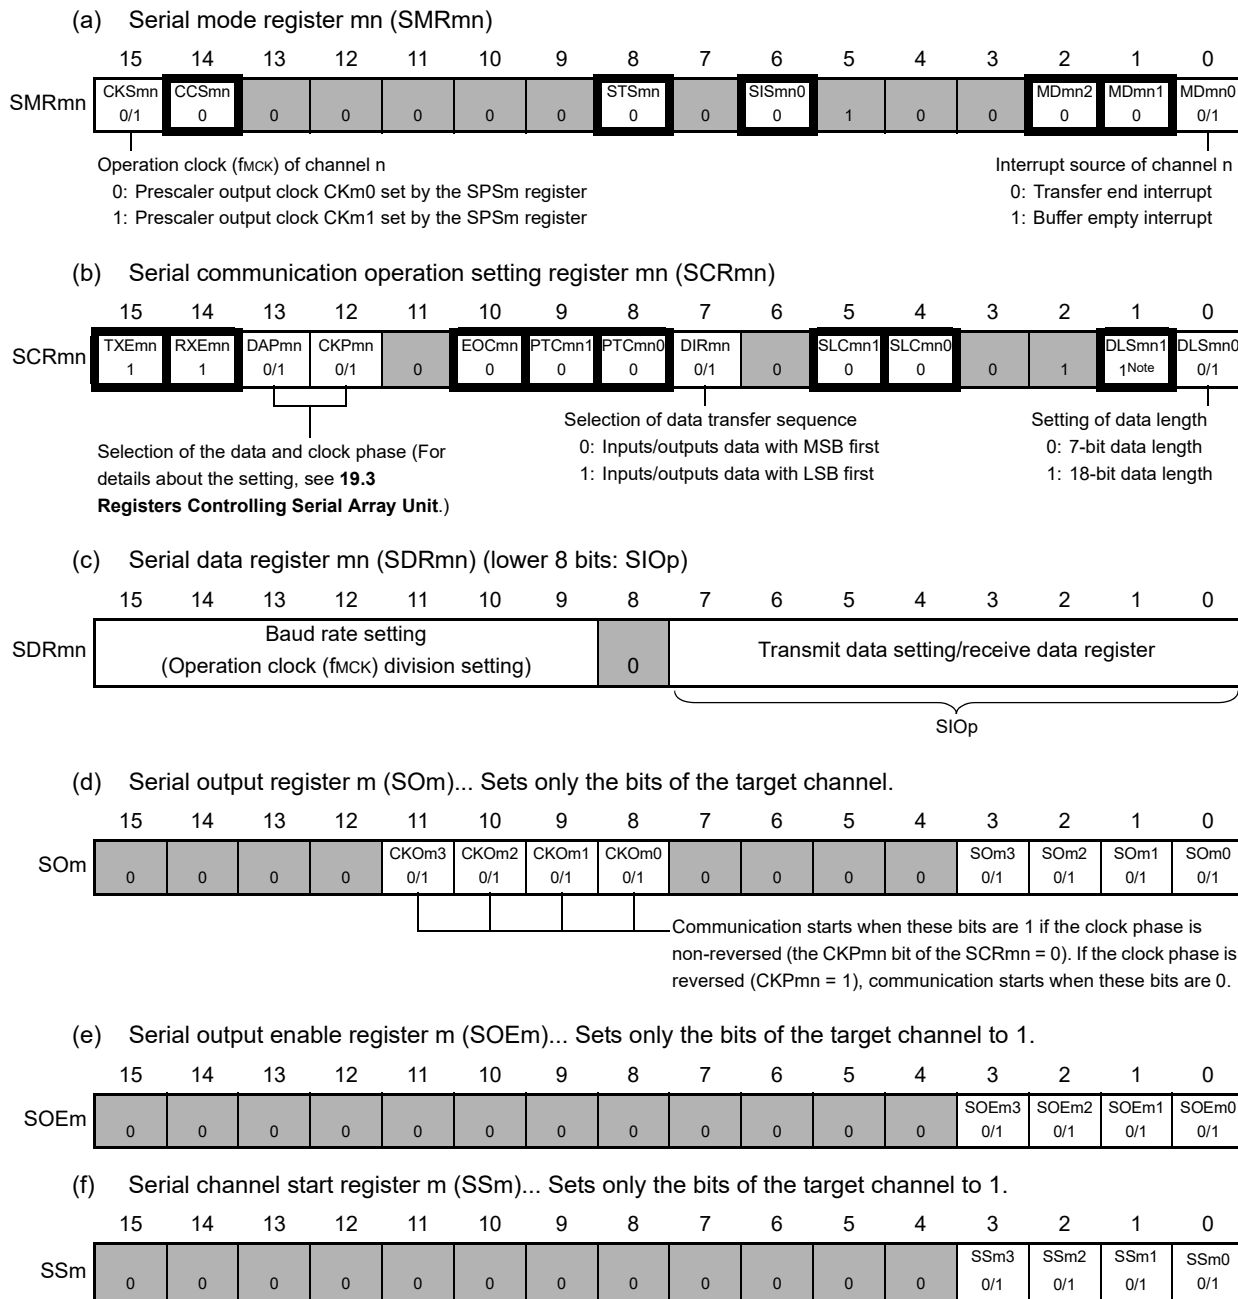 (a) Serial mode register mn (SMRmn)
15 14 13 12 11 10 9 8 7 6 5 4 3 2 1 0
SMRmn
CKSmn CCSmn STSmn SISmn0 MDmn2 MDmn1 MDmn0
0/1 0 0 0 0 0 0 0 0 0 1 0 0 0 0 0/1
Operation clock (fMCK) of channel n
0: Prescaler output clock CKm0 set by the SPSm register
1: Prescaler output clock CKm1 set by the SPSm register
Interrupt source of channel n
0: Transfer end interrupt
1: Buffer empty interrupt
(b) Serial communication operation setting register mn (SCRmn)
15 14 13 12 11 10 9 8 7 6 5 4 3 2 1 0
SCRmn
TXEmn RXEmn DAPmn CKPmn EOCmn PTCmn1 PTCmn0 DIRmn SLCmn1 SLCmn0 DLSmn1 DLSmn0
1 1 0/1 0/1 0 0 0 0 0/1 0 0 0 0 1 1Note 0/1
Selection of the data and clock phase (For
details about the setting, see 19.3
Registers Controlling Serial Array Unit.)
Selection of data transfer sequence
0: Inputs/outputs data with MSB first
1: Inputs/outputs data with LSB first
Setting of data length
0: 7-bit data length
1: 18-bit data length
(c) Serial data register mn (SDRmn) (lower 8 bits: SIOp)
15 14 13 12 11 10 9 8 7 6 5 4 3 2 1 0
SDRmn
Baud rate setting
(Operation clock (fMCK) division setting)
0
Transmit data setting/receive data register
SIOp
(d) Serial output register m (SOm)... Sets only the bits of the target channel.
15 14 13 12 11 10 9 8 7 6 5 4 3 2 1 0
SOm
CKOm3 CKOm2 CKOm1 CKOm0 SOm3 SOm2 SOm1 SOm0
0 0 0 0 0/1 0/1 0/1 0/1 0 0 0 0 0/1 0/1 0/1 0/1
Communication starts when these bits are 1 if the clock phase is
non-reversed (the CKPmn bit of the SCRmn = 0). If the clock phase is
reversed (CKPmn = 1), communication starts when these bits are 0.
(e) Serial output enable register m (SOEm)... Sets only the bits of the target channel to 1.
15 14 13 12 11 10 9 8 7 6 5 4 3 2 1 0
SOEm
SOEm3 SOEm2 SOEm1 SOEm0
0 0 0 0 0 0 0 0 0 0 0 0 0/1 0/1 0/1 0/1
(f) Serial channel start register m (SSm)... Sets only the bits of the target channel to 1.
15 14 13 12 11 10 9 8 7 6 5 4 3 2 1 0
SSm
SSm3 SSm2 SSm1 SSm0
0 0 0 0 0 0 0 0 0 0 0 0 0/1 0/1 0/1 0/1